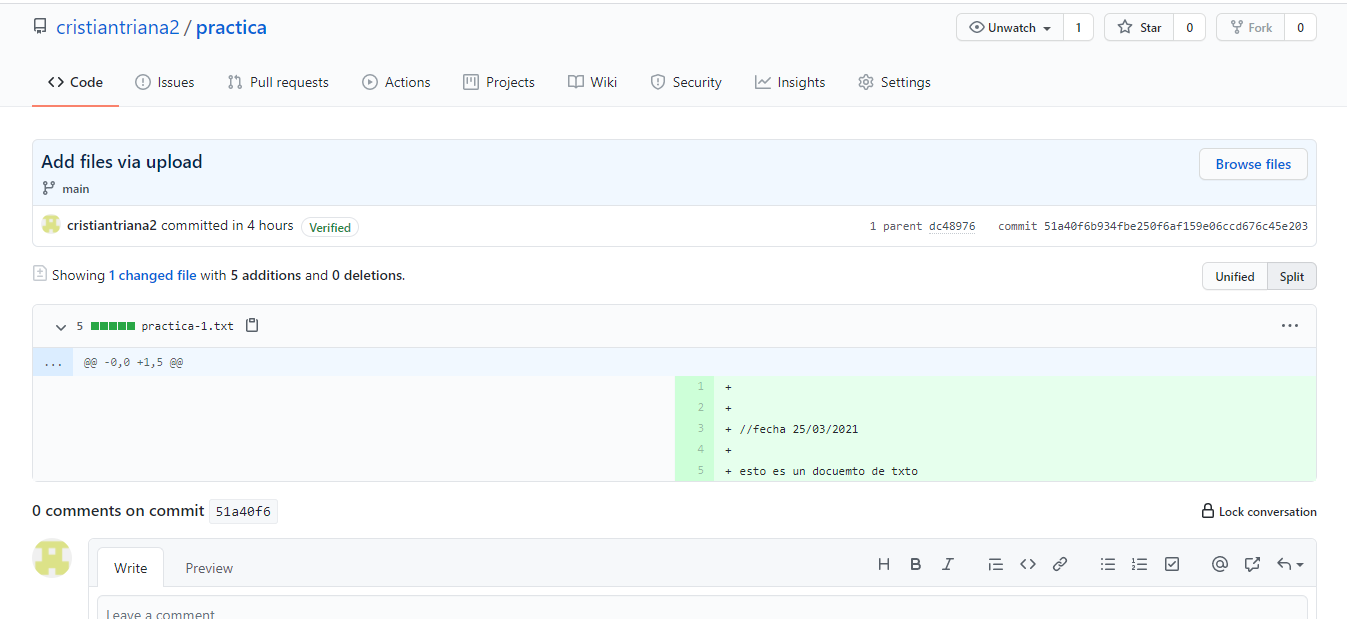 cristiantriana2 / practica
Unwatch 1 Star 0 Fork 0
Code Issues Pull requests Actions Projects Wiki Security Insights Settings
Add files via upload
Browse files
main
cristiantriana2 committed in 4 hours Verified 1 parent dc48976 commit 51a40f6b934fbe250f6af159e06ccd676c45e203
Showing 1 changed file with 5 additions and 0 deletions.
Unified Split
5 practica-1.txt ...
... @@ -0,0 +1,5 @@
1 +
2 +
3 + //fecha 25/03/2021
4 +
5 + esto es un docuemto de txto
0 comments on commit 51a40f6
Lock conversation
Write Preview H B I <> @
Leave a comment